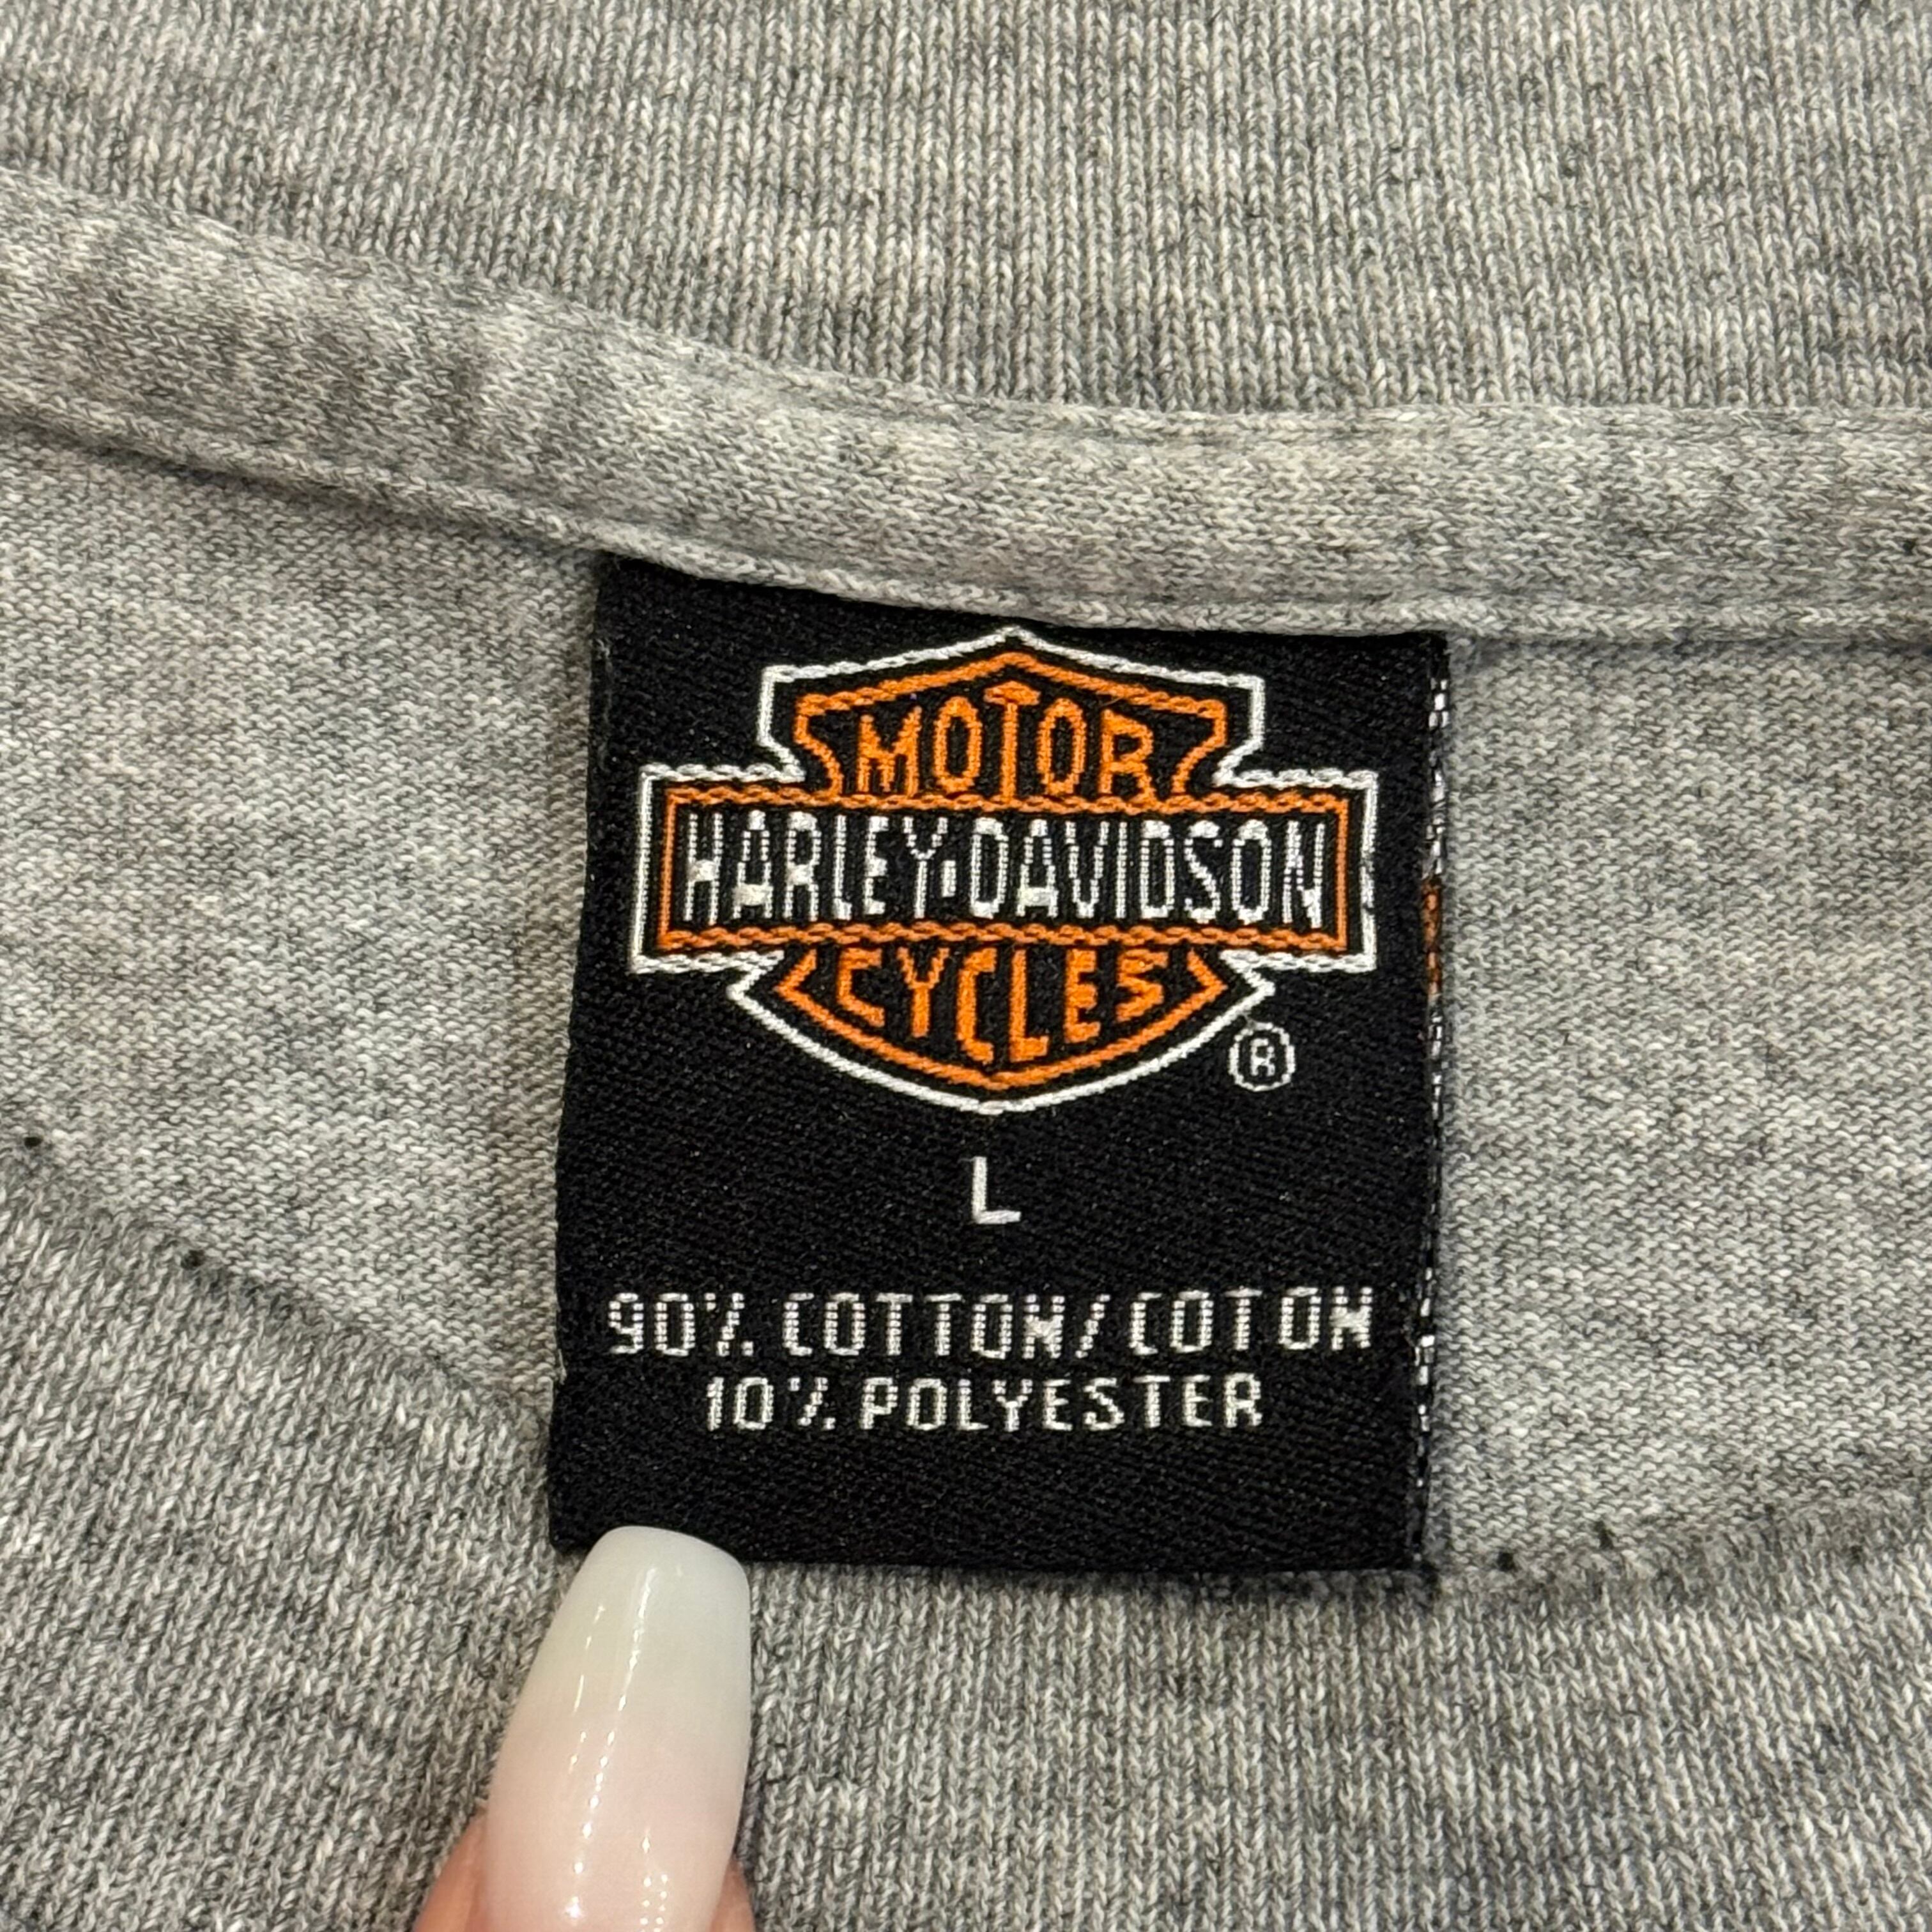 MOTOR
HARLEY-DAVIDSON
CYCLES
®
L
90% COTTON/COTON
10% POLYESTER